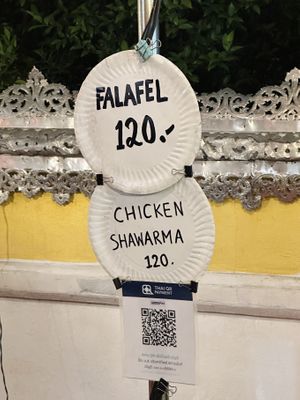 FALAFEL
120.-
CHICKEN
SHAWARMA
120.
THAI QR
PAYMENT